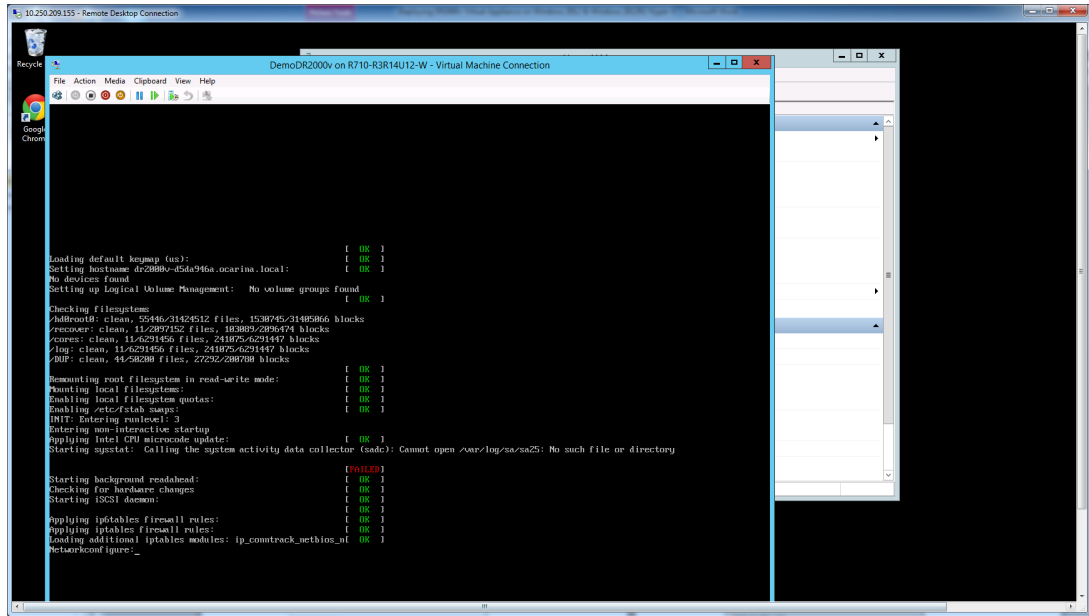 10.250.209.155 - Remote Desktop Connection
Recycle
Google
Chrom
DemoDR2000v on R710-R3R14U12-W - Virtual Machine Connection
File Action Media Clipboard View Help
[ OK ]
Loading default keymap (us): [ OK ]
Setting hostname dr2000v-d5da946a.ocarina.local: [ OK ]
No devices found
Setting up Logical Volume Management: No volume groups found
[ OK ]
Checking filesystems
/hd0root0: clean, 55446/31424512 files, 1530745/31405066 blocks
/recover: clean, 11/2097152 files, 103089/2096474 blocks
/cores: clean, 11/6291456 files, 241075/6291447 blocks
/log: clean, 11/6291456 files, 241075/6291447 blocks
/DUP: clean, 44/50200 files, 27292/200780 blocks
[ OK ]
Remounting root filesystem in read-write mode: [ OK ]
Mounting local filesystems: [ OK ]
Enabling local filesystem quotas: [ OK ]
Enabling /etc/fstab swaps: [ OK ]
INIT: Entering runlevel: 3
Entering non-interactive startup
Applying Intel CPU microcode update: [ OK ]
Starting sysstat: Calling the system activity data collector (sadc): Cannot open /var/log/sa/sa25: No such file or directory
[FAILED]
Starting background readahead: [ OK ]
Checking for hardware changes [ OK ]
Starting iSCSI daemon: [ OK ]
[ OK ]
Applying ip6tables firewall rules: [ OK ]
Applying iptables firewall rules: [ OK ]
Loading additional iptables modules: ip_conntrack_netbios_n[ OK ]
Networkconfigure:_